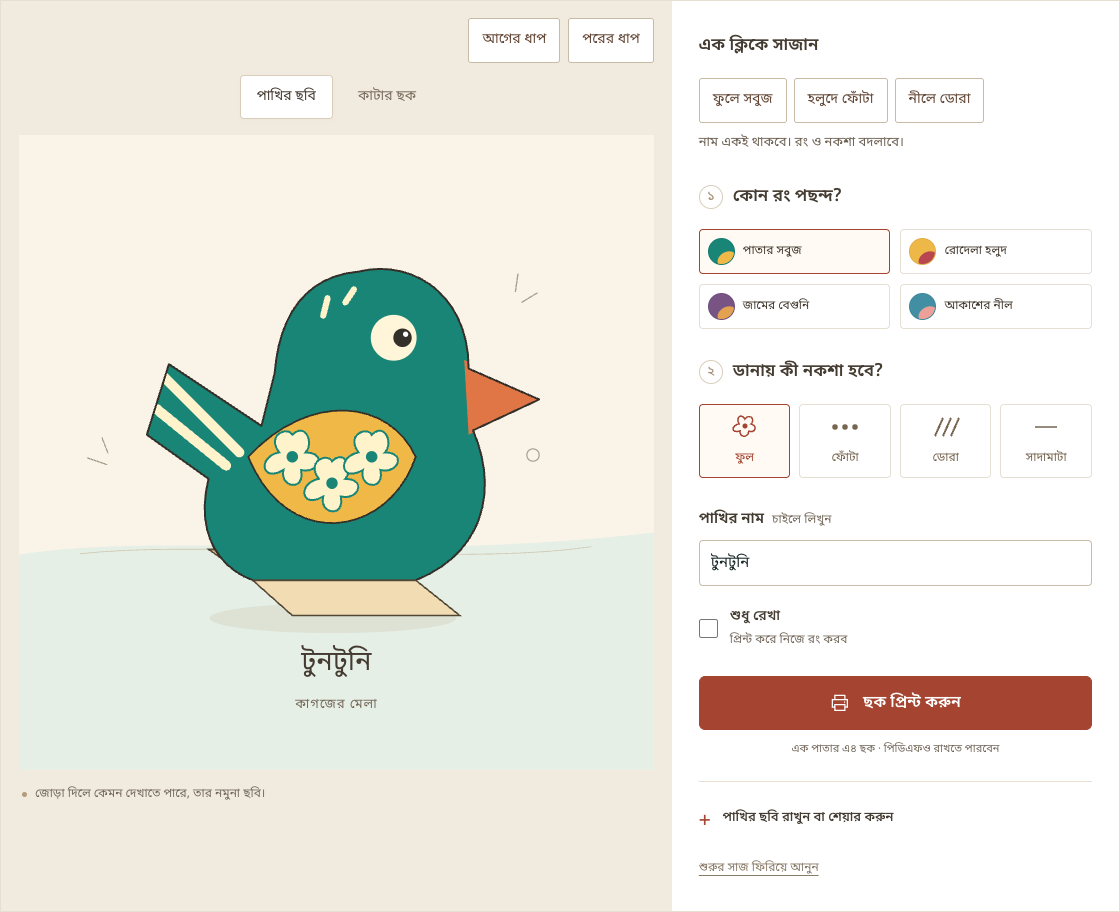 আগের ধাপ
পরের ধাপ
পাখির ছবি
কাটার ছক
টুনটুনি
কাগজের মেলা
জোড়া দিলে কেমন দেখাতে পারে, তার নমুনা ছবি।
এক ক্লিকে সাজান
ফুলে সবুজ
হলুদে ফোঁটা
নীলে ডোরা
নাম একই থাকবে। রং ও নকশা বদলাবে।
১ কোন রং পছন্দ?
পাতার সবুজ
রোদেলা হলুদ
জামের বেগুনি
আকাশের নীল
২ ডানায় কী নকশা হবে?
ফুল
ফোঁটা
ডোরা
সাদামাটা
পাখির নাম চাইলে লিখুন
টুনটুনি
শুধু রেখা
প্রিন্ট করে নিজে রং করব
ছক প্রিন্ট করুন
এক পাতার এ৪ ছক · পিডিএফও রাখতে পারবেন
+ পাখির ছবি রাখুন বা শেয়ার করুন
শুরুর সাজ ফিরিয়ে আনুন